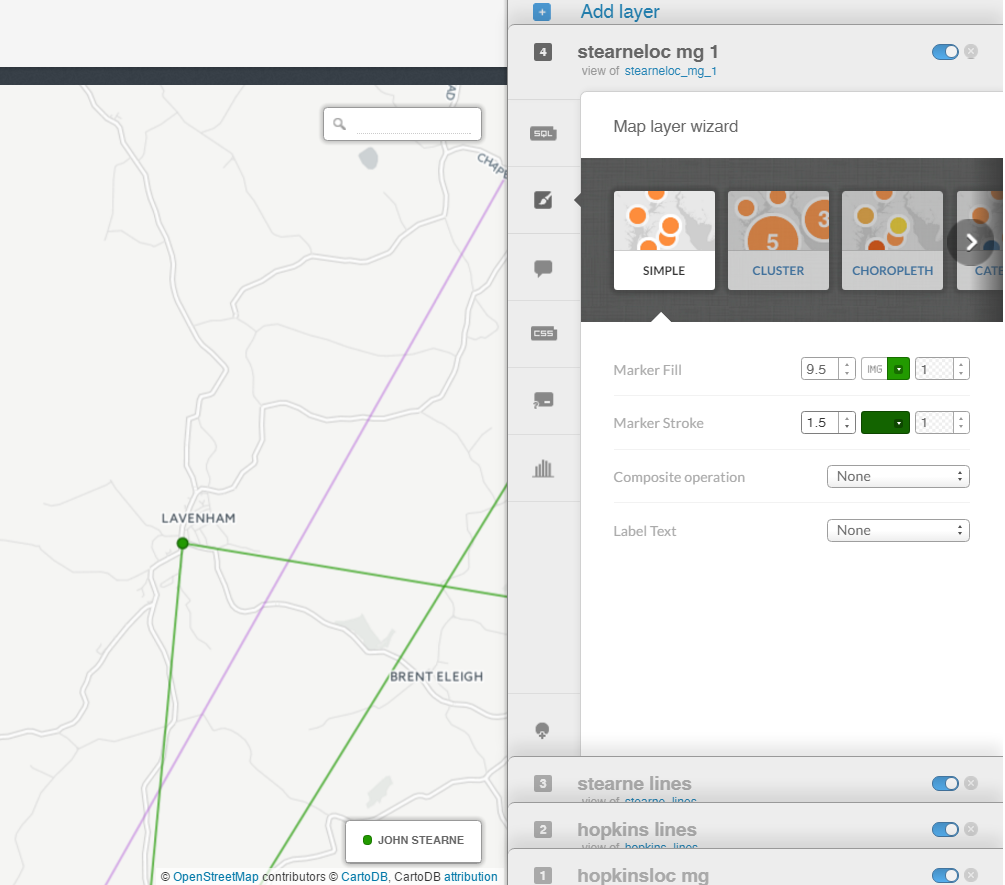 AD
CHAPE
LAVENHAM
BRENT ELEIGH
JOHN STEARNE
© OpenStreetMap contributors © CartoDB, CartoDB attribution
+ Add layer
4 stearneloc mg 1
view of stearneloc_mg_1
SQL
CSS
?
Map layer wizard
5
3
SIMPLE
CLUSTER
CHOROPLETH
CATE
Marker Fill 9.5 IMG 1
Marker Stroke 1.5 1
Composite operation None
Label Text None
3 stearne lines
view of stearne_lines
2 hopkins lines
view of hopkins_lines
1 hopkinsloc mg